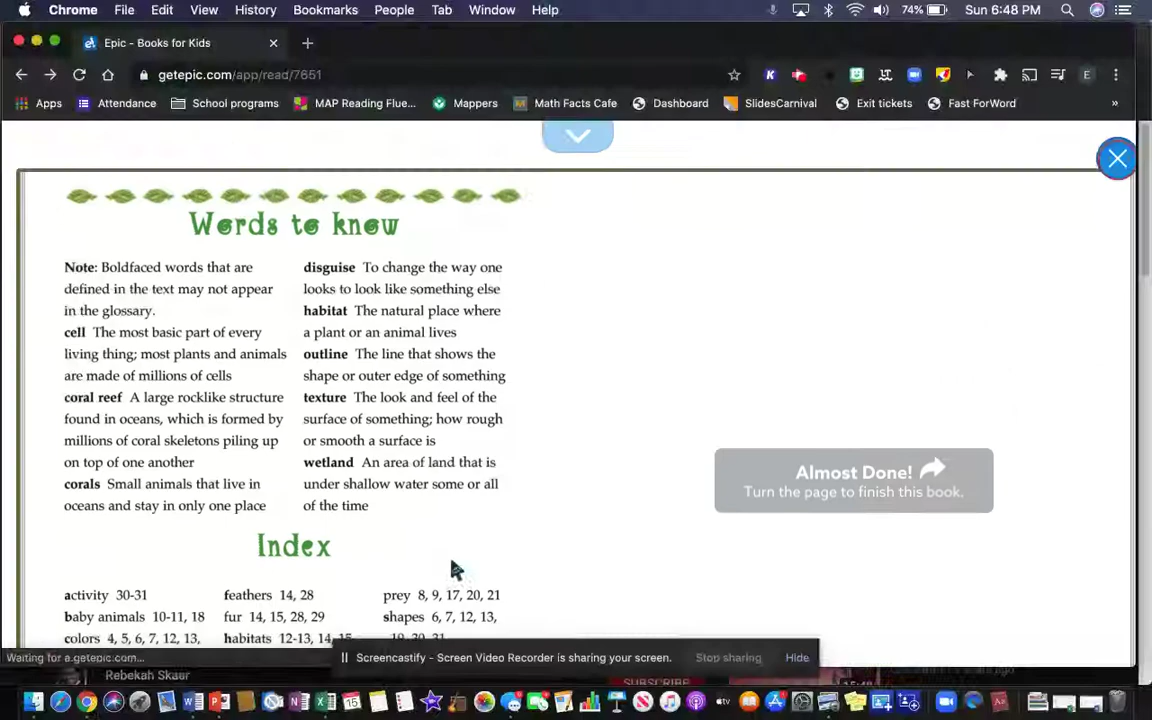 Chrome File Edit View History Bookmarks People Tab Window Help 74% Sun 6:48 PM
Epic - Books for Kids
getepic.com/app/read/7651
Apps Attendance School programs MAP Reading Flue... Mappers Math Facts Cafe Dashboard SlidesCarnival Exit tickets Fast ForWord »
Words to know
Note: Boldfaced words that are
defined in the text may not appear
in the glossary.
cell The most basic part of every
living thing; most plants and animals
are made of millions of cells
coral reef A large rocklike structure
found in oceans, which is formed by
millions of coral skeletons piling up
on top of one another
corals Small animals that live in
oceans and stay in only one place
disguise To change the way one
looks to look like something else
habitat The natural place where
a plant or an animal lives
outline The line that shows the
shape or outer edge of something
texture The look and feel of the
surface of something; how rough
or smooth a surface is
wetland An area of land that is
under shallow water some or all
of the time
Almost Done!
Turn the page to finish this book.
Index
activity 30-31
baby animals 10-11, 18
colors 4, 5, 6, 7, 12, 13,
feathers 14, 28
fur 14, 15, 28, 29
habitats 12-13, 14, 15,
prey 8, 9, 17, 20, 21
shapes 6, 7, 12, 13,
Waiting for a.getepic.com...
Screencastify - Screen Video Recorder is sharing your screen. Stop sharing Hide
Rebekah Skaer
SUBSCRIBE